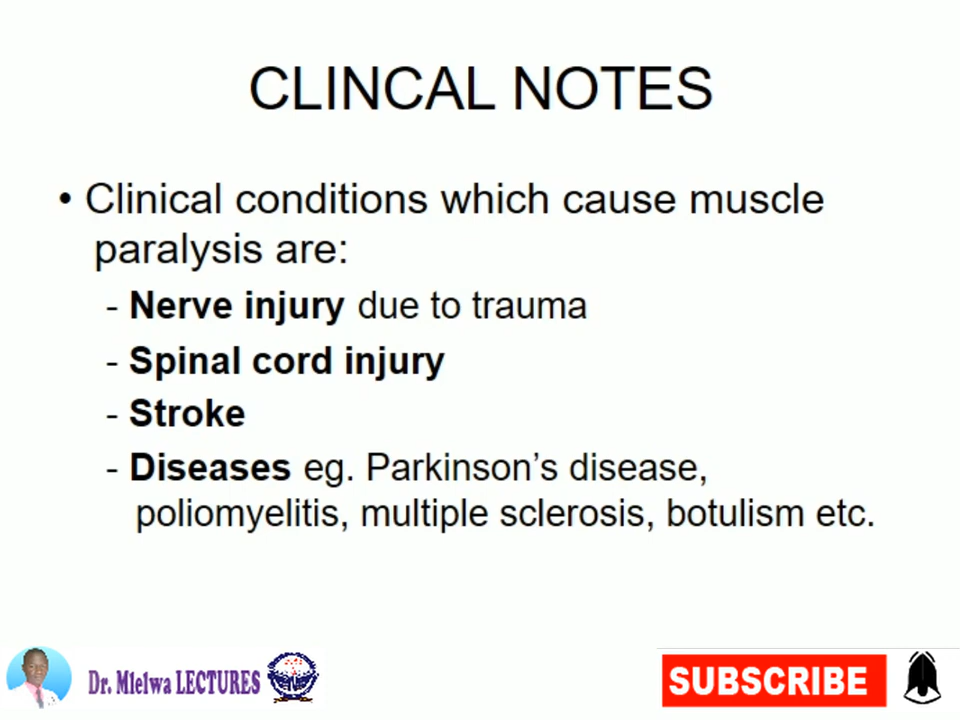 CLINCAL NOTES
• Clinical conditions which cause muscle
paralysis are:
- Nerve injury due to trauma
- Spinal cord injury
- Stroke
- Diseases eg. Parkinson's disease,
poliomyelitis, multiple sclerosis, botulism etc.
Dr. Mlelwa LECTURES
SUBSCRIBE